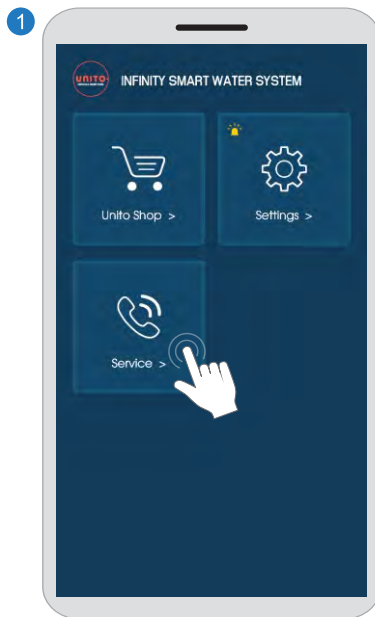 1
UNITO
INFINITY SMART WATER SYSTEM
Unito Shop >
Settings >
Service >